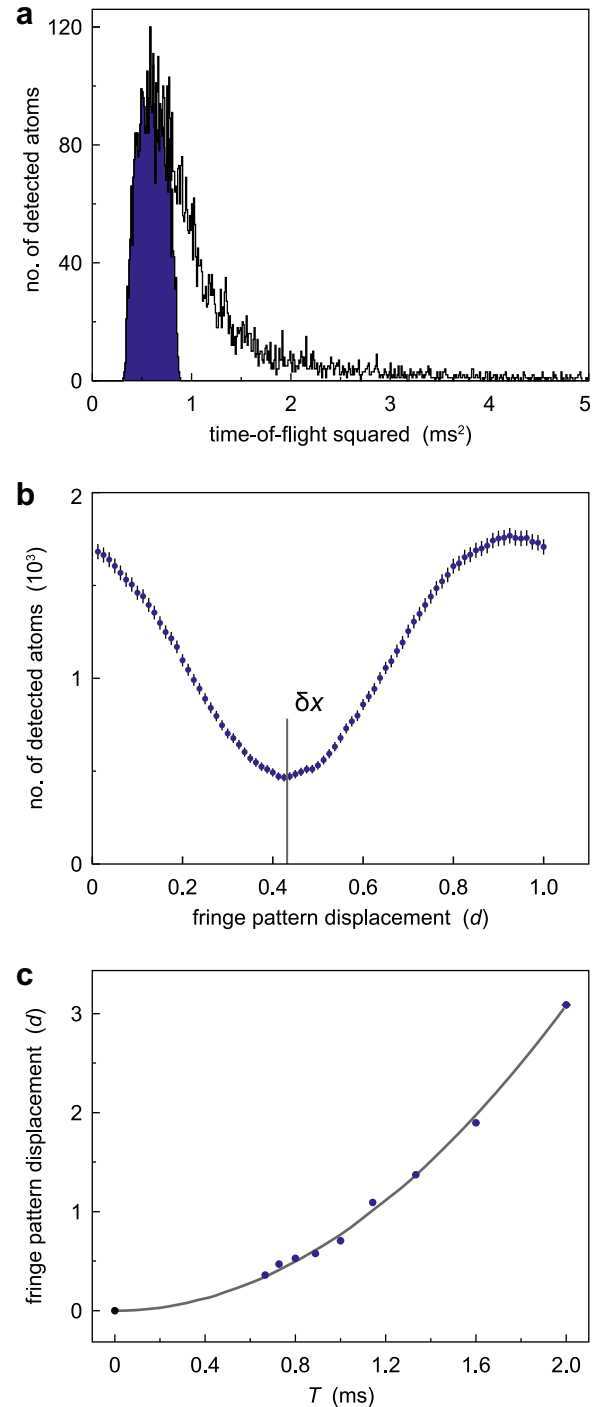 a
120
80
40
0
no. of detected atoms
0 1 2 3 4 5
time-of-flight squared (ms²)
b
2
1
0
no. of detected atoms (10³)
δx
0 0.2 0.4 0.6 0.8 1.0
fringe pattern displacement (d)
c
3
2
1
0
fringe pattern displacement (d)
0 0.4 0.8 1.2 1.6 2.0
T (ms)